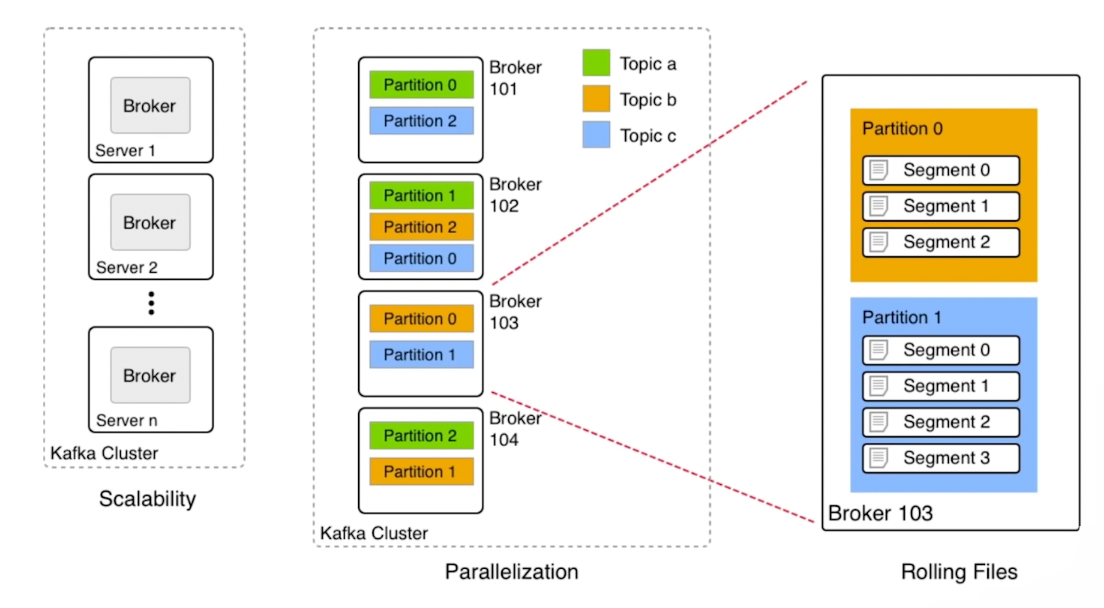 Broker
Server 1
Broker
Server 2
Broker
Server n
Kafka Cluster
Scalability
Broker
101
Partition 0
Partition 2
Broker
102
Partition 1
Partition 2
Partition 0
Broker
103
Partition 0
Partition 1
Broker
104
Partition 2
Partition 1
Topic a
Topic b
Topic c
Kafka Cluster
Parallelization
Partition 0
Segment 0
Segment 1
Segment 2
Partition 1
Segment 0
Segment 1
Segment 2
Segment 3
Broker 103
Rolling Files